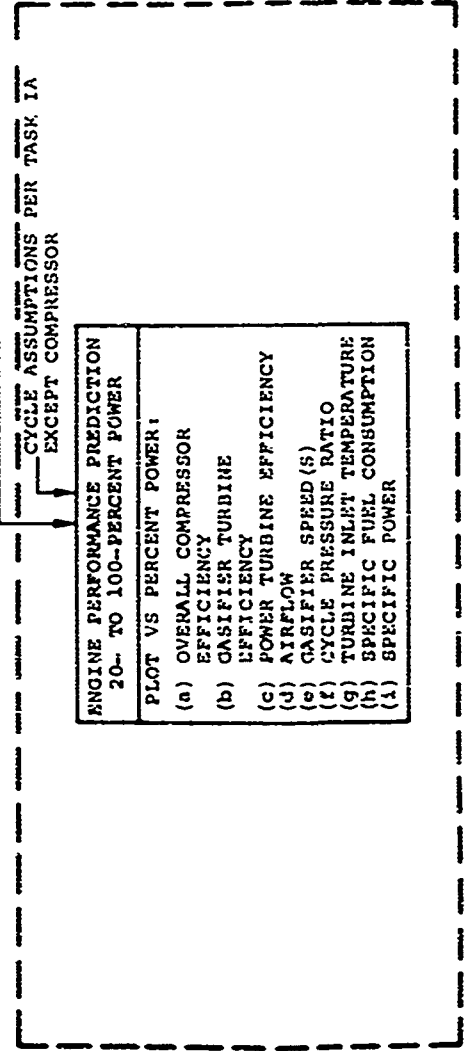 CYCLE ASSUMPTIONS PER TASK IA
EXCEPT COMPRESSOR
ENGINE PERFORMANCE PREDICTION
20- TO 100-PERCENT POWER
PLOT VS PERCENT POWER:
(a) OVERALL COMPRESSOR
EFFICIENCY
(b) GASIFIER TURBINE
EFFICIENCY
(c) POWER TURBINE EFFICIENCY
(d) AIRFLOW
(e) GASIFIER SPEED(S)
(f) CYCLE PRESSURE RATIO
(g) TURBINE INLET TEMPERATURE
(h) SPECIFIC FUEL CONSUMPTION
(i) SPECIFIC POWER